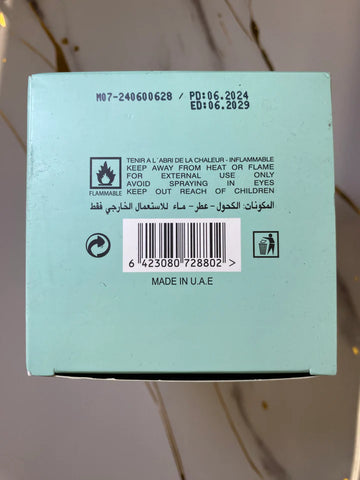 M07-240600628 / PD:06.2024
ED:06.2029
TENIR A L´ABRI DE LA CHALEUR - INFLAMMABLE
KEEP AWAY FROM HEAT OR FLAME
FOR EXTERNAL USE ONLY
AVOID SPRAYING IN EYES
KEEP OUT REACH OF CHILDREN
FLAMMABLE
المكونات: الكحول - عطر - ماء للاستعمال الخارجي فقط
6 423080 728802 >
MADE IN U.A.E